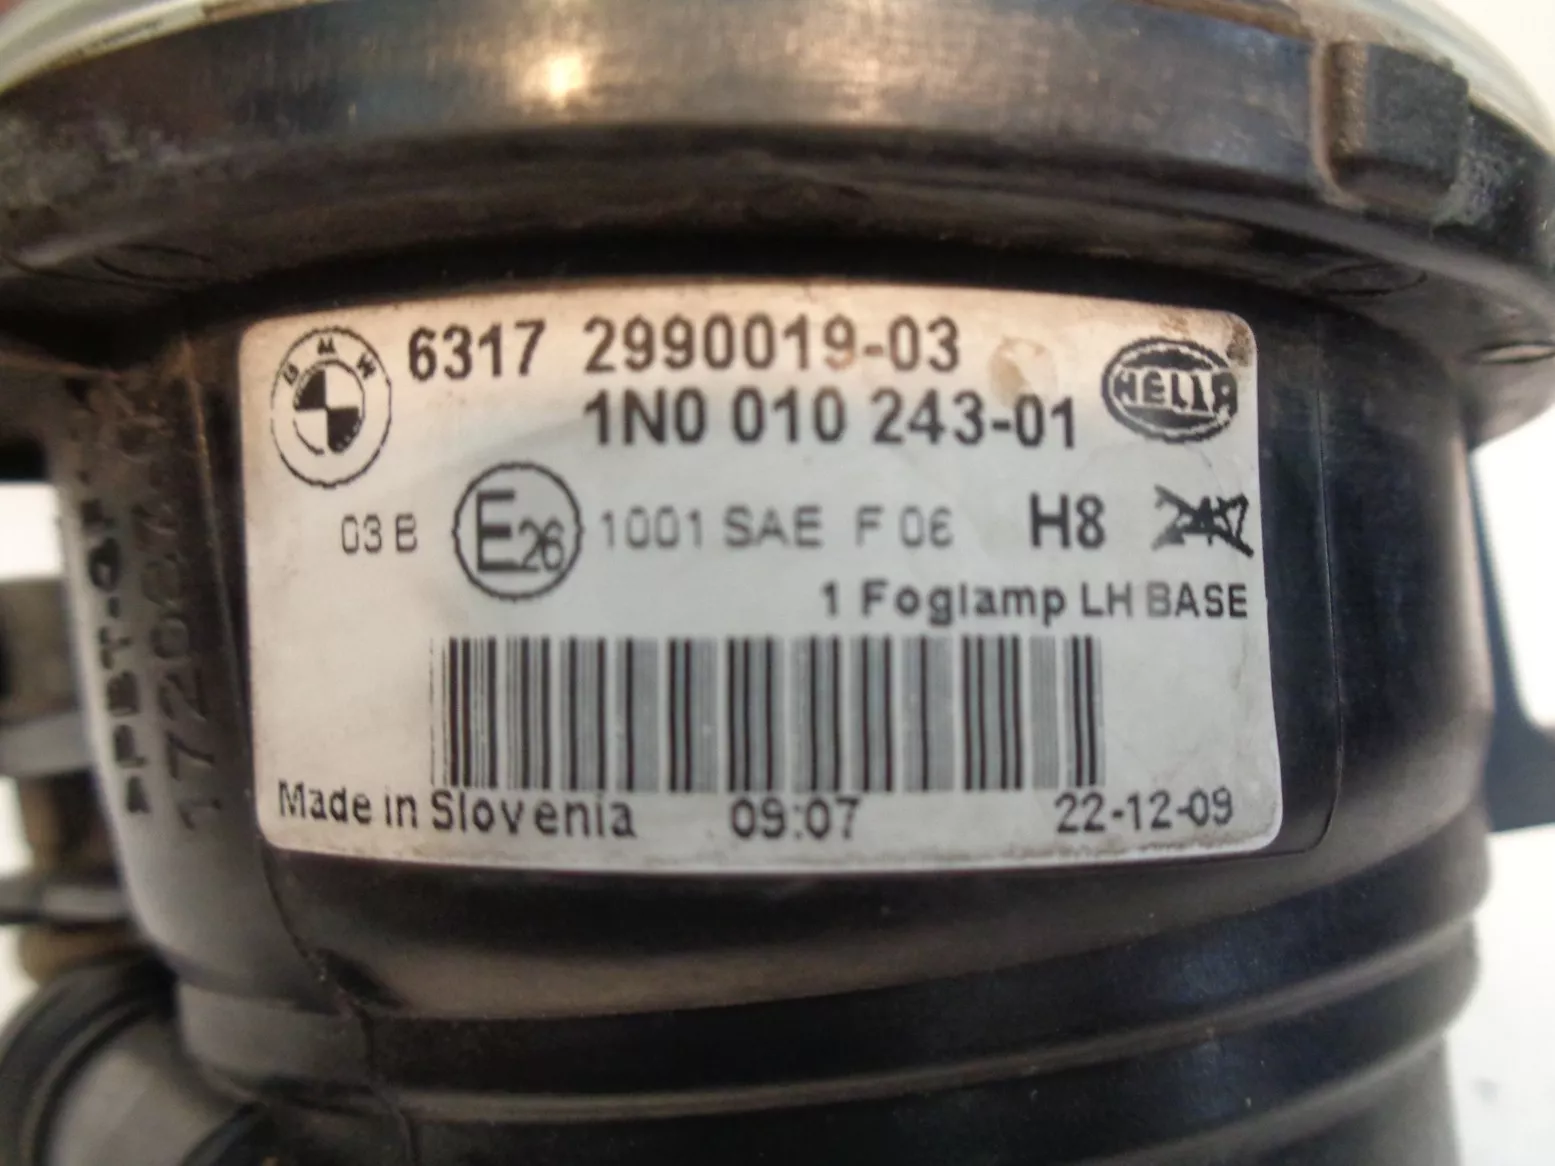 BMW 6317 2990019-03
1N0 010 243-01
HELLA
03 B E26 1001 SAE F 06 H8
1 Foglamp LH BASE
Made in Slovenia 09:07 22-12-09